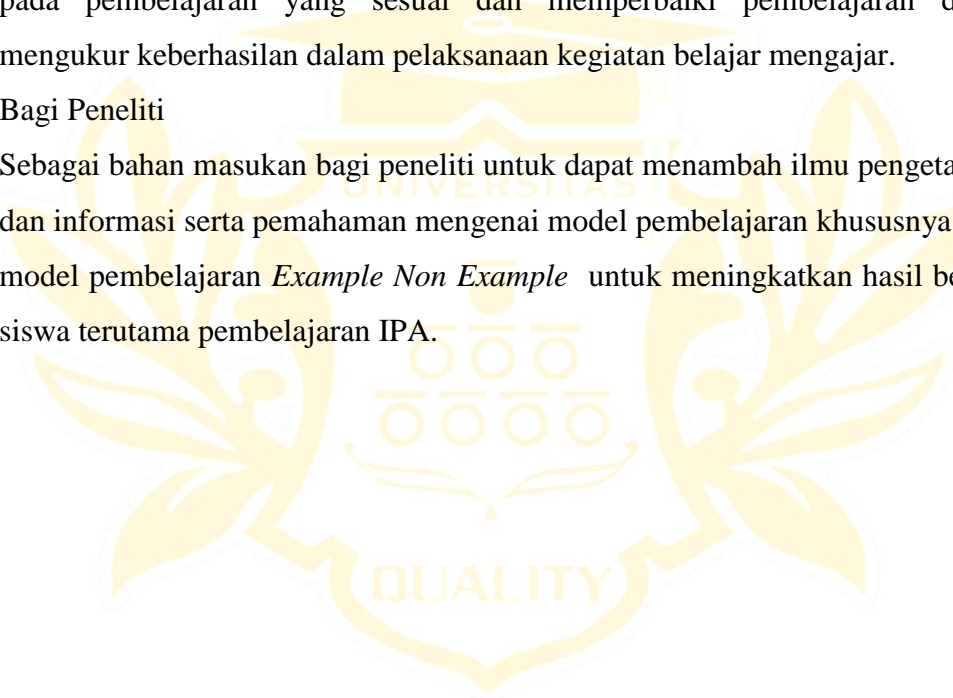 pada pembelajaran yang sesuai dan memperbaiki pembelajaran
mengukur keberhasilan dalam pelaksanaan kegiatan belajar mengajar.
Bagi Peneliti
Sebagai bahan masukan bagi peneliti untuk dapat menambah ilmu
UNIVERSITAS
dan informasi serta pemahaman mengenai model pembelajaran khususnya
model pembelajaran Example Non Example untuk meningkatkan hasil
siswa terutama pembelajaran IPA.
QUALITY